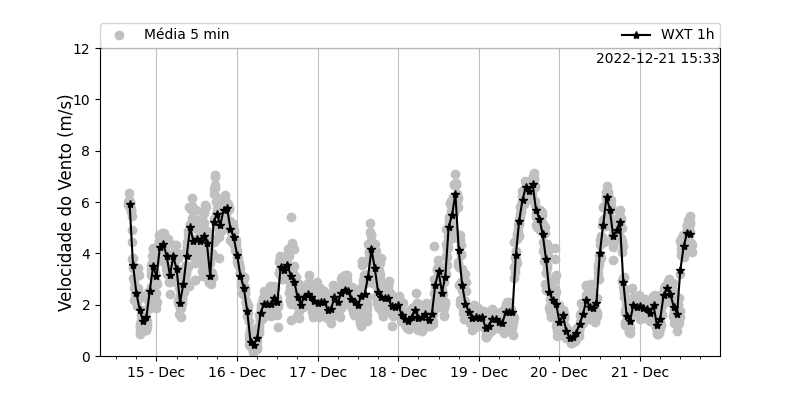 Média 5 min
WXT 1h
2022-12-21 15:33
Velocidade do Vento (m/s)
12
10
8
6
4
2
0
15 - Dec
16 - Dec
17 - Dec
18 - Dec
19 - Dec
20 - Dec
21 - Dec